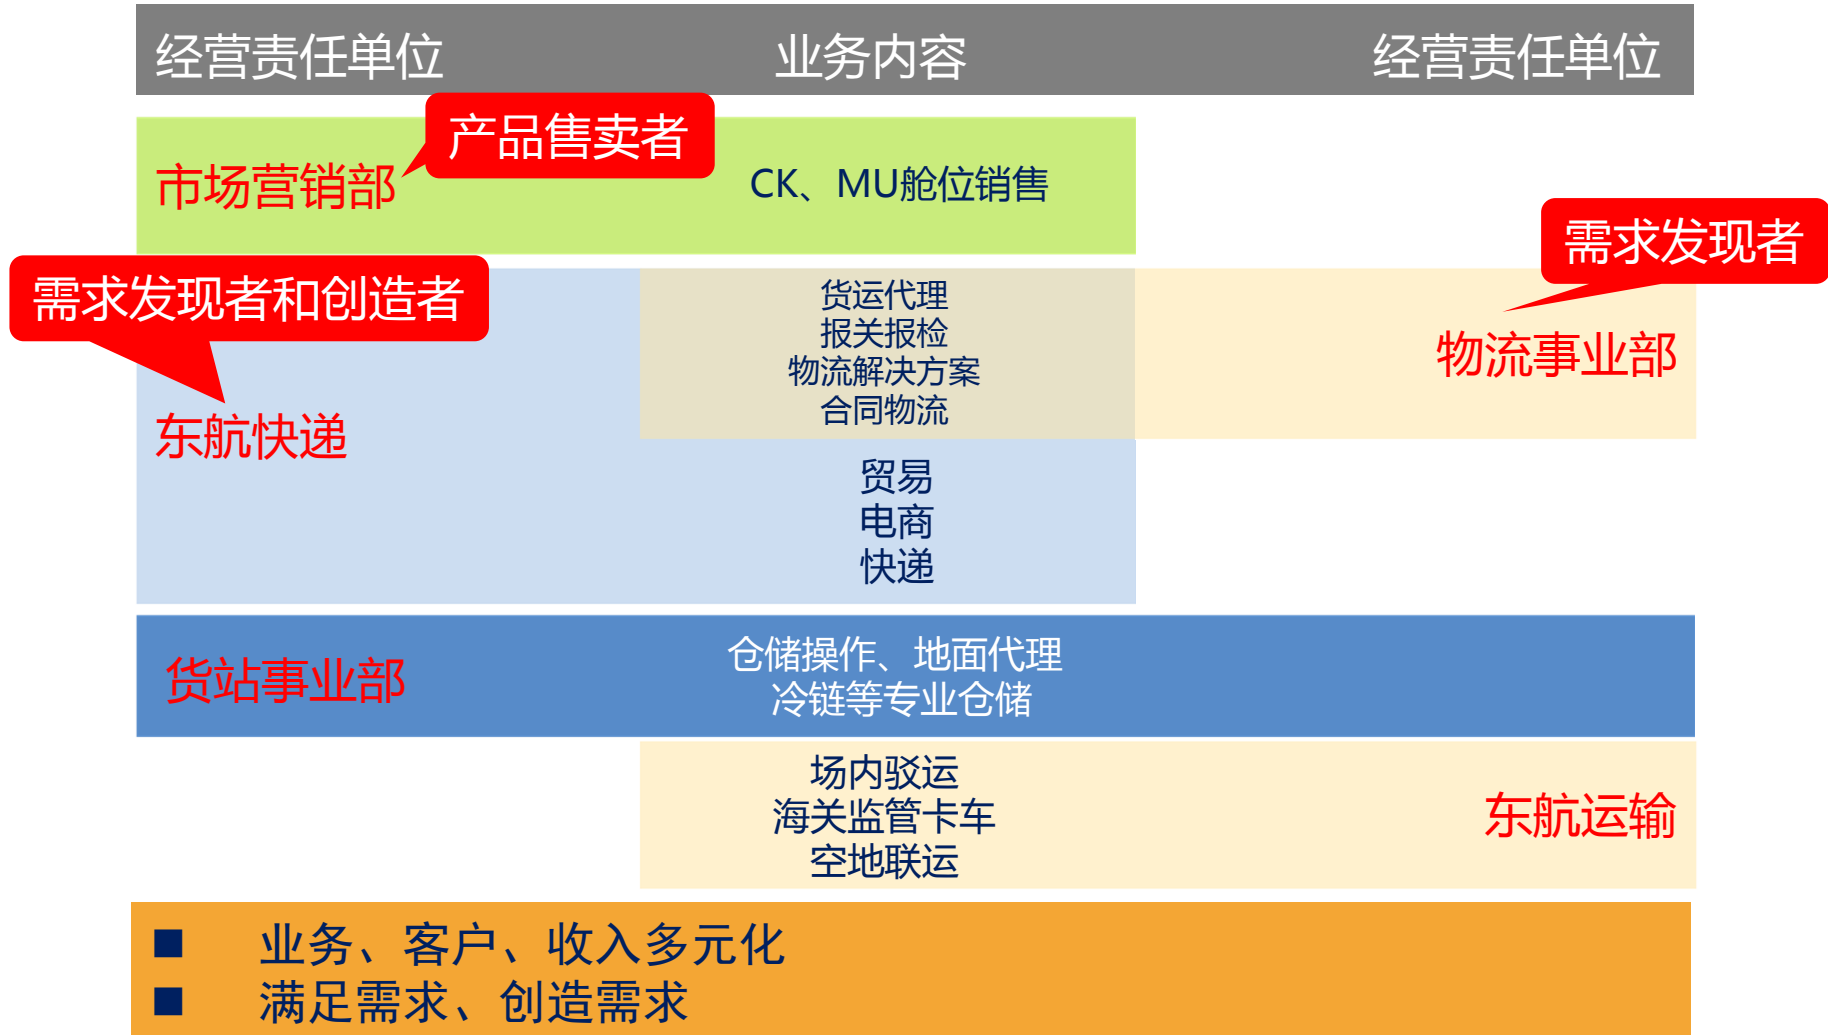 经营责任单位
业务内容
经营责任单位
产品售卖者
市场营销部
CK、MU舱位销售
需求发现者
需求发现者和创造者
货运代理
报关报检
物流解决方案
合同物流
物流事业部
东航快递
贸易
电商
快递
货站事业部
仓储操作、地面代理
冷链等专业仓储
场内驳运
海关监管卡车
空地联运
东航运输
■ 业务、客户、收入多元化
■ 满足需求、创造需求